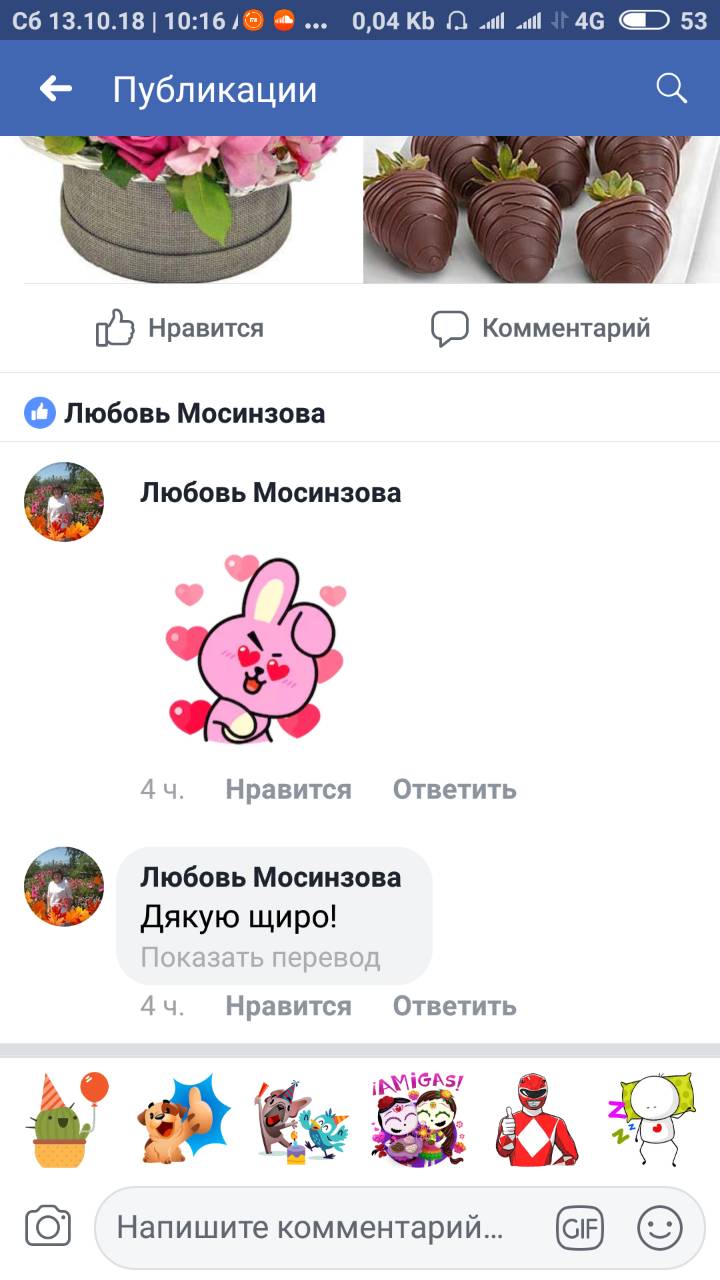 Сб 13.10.18 | 10:16 ... 0,04 Kb 4G 53
Публикации
Нравится Комментарий
Любовь Мосинзова
Любовь Мосинзова
4 ч. Нравится Ответить
Любовь Мосинзова
Дякую щиро!
Показать перевод
4 ч. Нравится Ответить
¡AMIGAS!
Z Z Z
Напишите комментарий... GIF